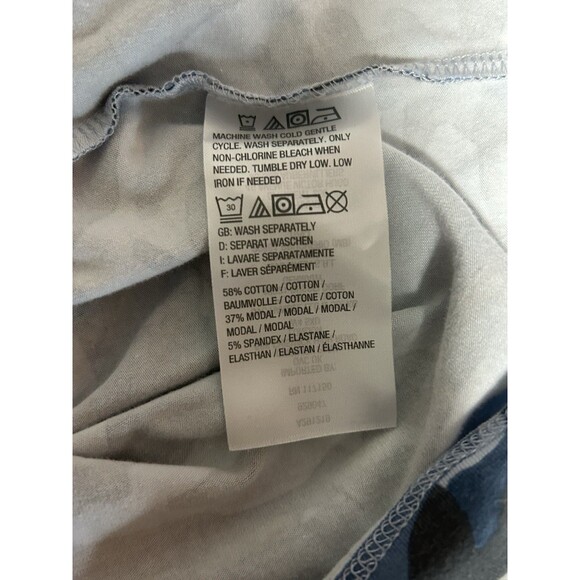 MACHINE WASH COLD GENTLE
CYCLE. WASH SEPARATELY. ONLY
NON-CHLORINE BLEACH WHEN
NEEDED. TUMBLE DRY LOW. LOW
IRON IF NEEDED
30
GB: WASH SEPARATELY
D: SEPARAT WASCHEN
I: LAVARE SEPARATAMENTE
F: LAVER SÉPARÉMENT
58% COTTON / COTTON /
BAUMWOLLE / COTONE / COTON
37% MODAL / MODAL / MODAL /
MODAL / MODAL
5% SPANDEX / ELASTANE /
ELASTHAN / ELASTAN / ÉLASTHANNE